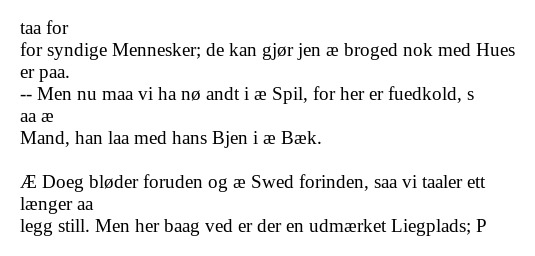 taa for
for syndige Mennesker; de kan gjør jen æ broged nok med Hues
er paa.
-- Men nu maa vi ha nø andt i æ Spil, for her er fuedkold, s
aa æ
Mand, han laa med hans Bjen i æ Bæk.

Æ Doeg bløder foruden og æ Swed forinden, saa vi taaler ett
længer aa
legg still. Men her baag ved er der en udmærket Liegplads; P